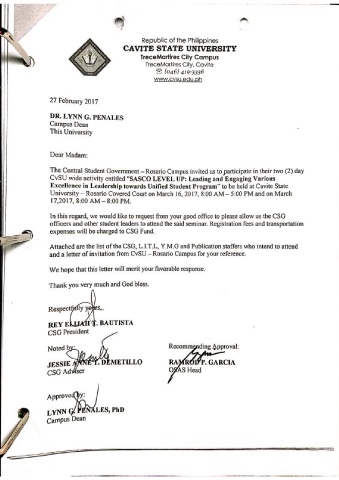 Republic of the Philippines
CAVITE STATE UNIVERSITY
TreceMartires City Campus
TreceMartires City, Cavite
☏ (046) 419-3336
www.cvsu.edu.ph
27 February 2017
DR. LYNN G. PENALES
Campus Dean
This University
Dear Madam:
The Central Student Government – Rosario Campus invited us to participate in their two (2) day
CvSU wide activity entitled "SASCO LEVEL UP: Leading and Engaging Various
Excellence in Leadership towards Unified Student Program" to be held at Cavite State
University – Rosario Covered Court on March 16, 2017, 8:00 AM – 5:00 PM and on March
17,2017, 8:00 AM – 8:00 PM.
In this regard, we would like to request from your good office to please allow us the CSG
officers and other student leaders to attend the said seminar. Registration fees and transportation
expenses will be charged to CSG Fund.
Attached are the list of the CSG, L.I.T.L, Y.M.O and Publication staffers who intend to attend
and a letter of invitation from CvSU – Rosario Campus for your reference.
We hope that this letter will merit your favorable response.
Thank you very much and God bless.
Respectfully yours,
REY ELIJAH T. BAUTISTA
CSG President
Noted by:
Recommending Approval:
JESSIE ANNE T. DEMETILLO
P. GARCIA
CSG Adviser
OSAS Head
Approved by:
LYNN G. PENALES, PhD
Campus Dean